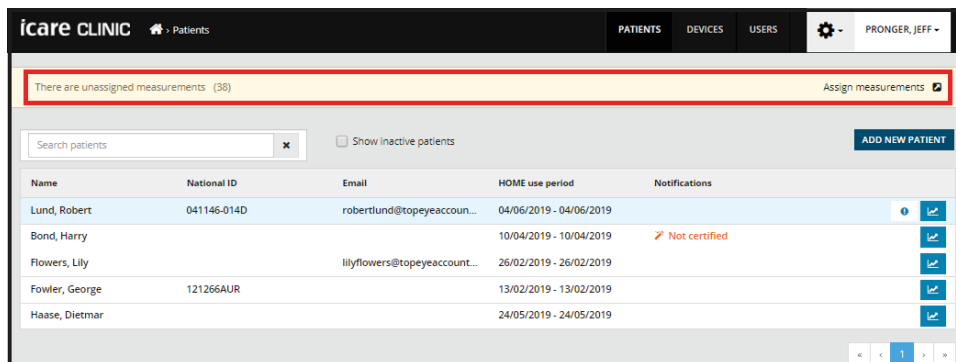 icare CLINIC › Patients PATIENTS DEVICES USERS PRONGER, JEFF
There are unassigned measurements (38) Assign measurements
Search patients Show inactive patients ADD NEW PATIENT
Name National ID Email HOME use period Notifications
Lund, Robert 041146-014D robertlund@topeyeaccoun... 04/06/2019 - 04/06/2019
Bond, Harry 10/04/2019 - 10/04/2019 Not certified
Flowers, Lily lilyflowers@topeyeaccount... 26/02/2019 - 26/02/2019
Fowler, George 121266AUR 13/02/2019 - 13/02/2019
Haase, Dietmar 24/05/2019 - 24/05/2019
« ‹ 1 › »